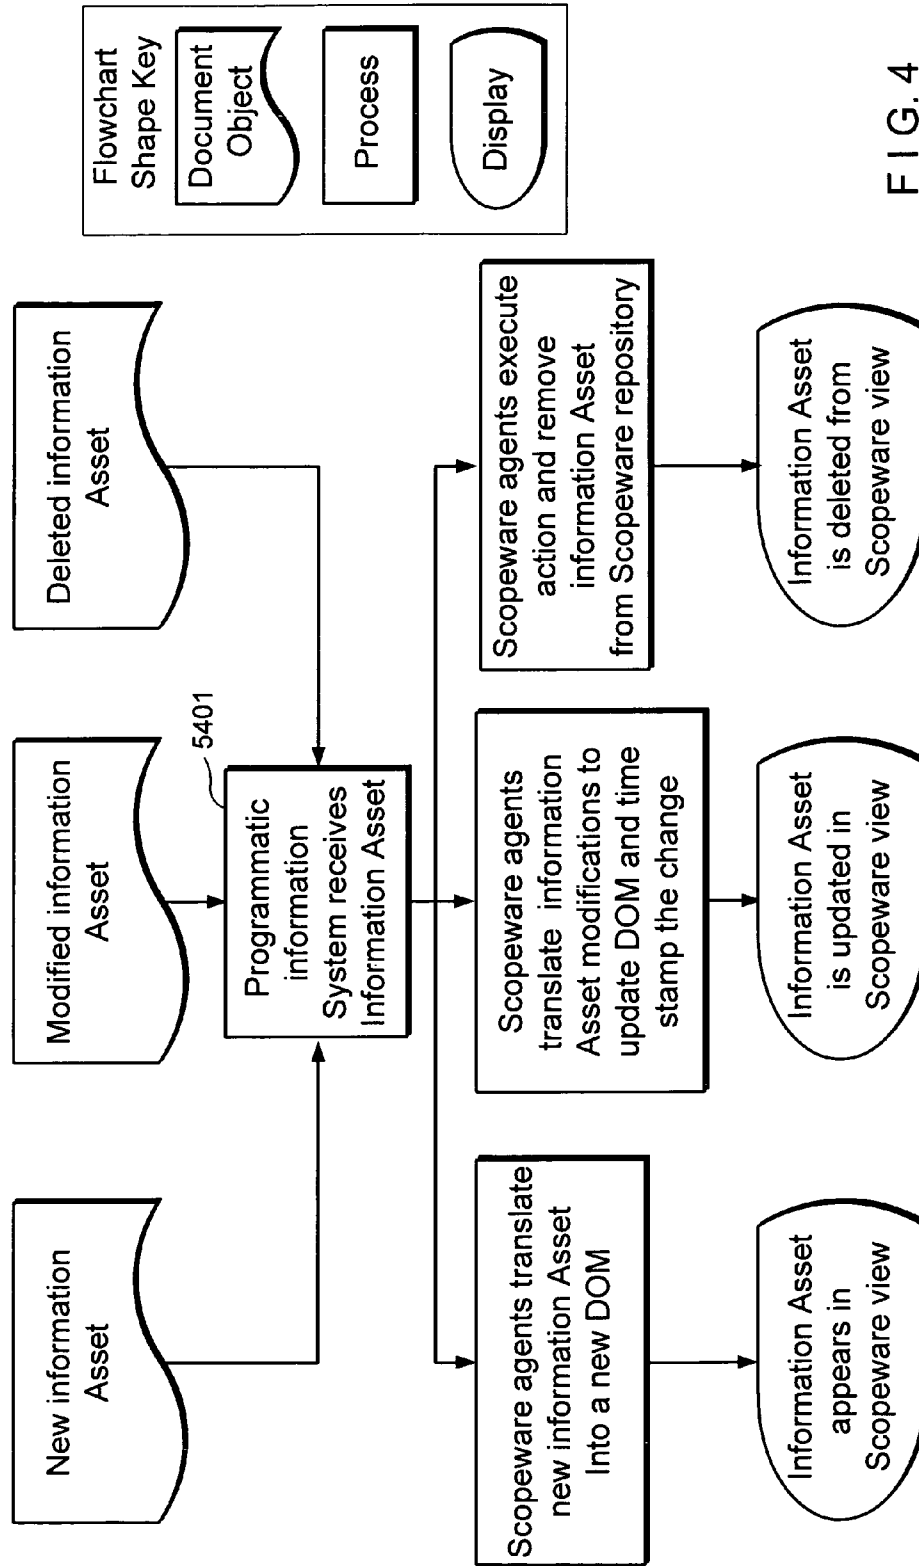 New information
Asset
Modified information
Asset
Deleted information
Asset
5401
Programmatic
information
System receives
Information Asset
Scopeware agents translate
new information Asset
Into a new DOM
Scopeware agents
translate information
Asset modifications to
update DOM and time
stamp the change
Scopeware agents execute
action and remove
information Asset
from Scopeware repository
Information Asset
appears in
Scopeware view
Information Asset
is updated in
Scopeware view
Information Asset
is deleted from
Scopeware view
Flowchart
Shape Key
Document
Object
Process
Display
FIG. 4